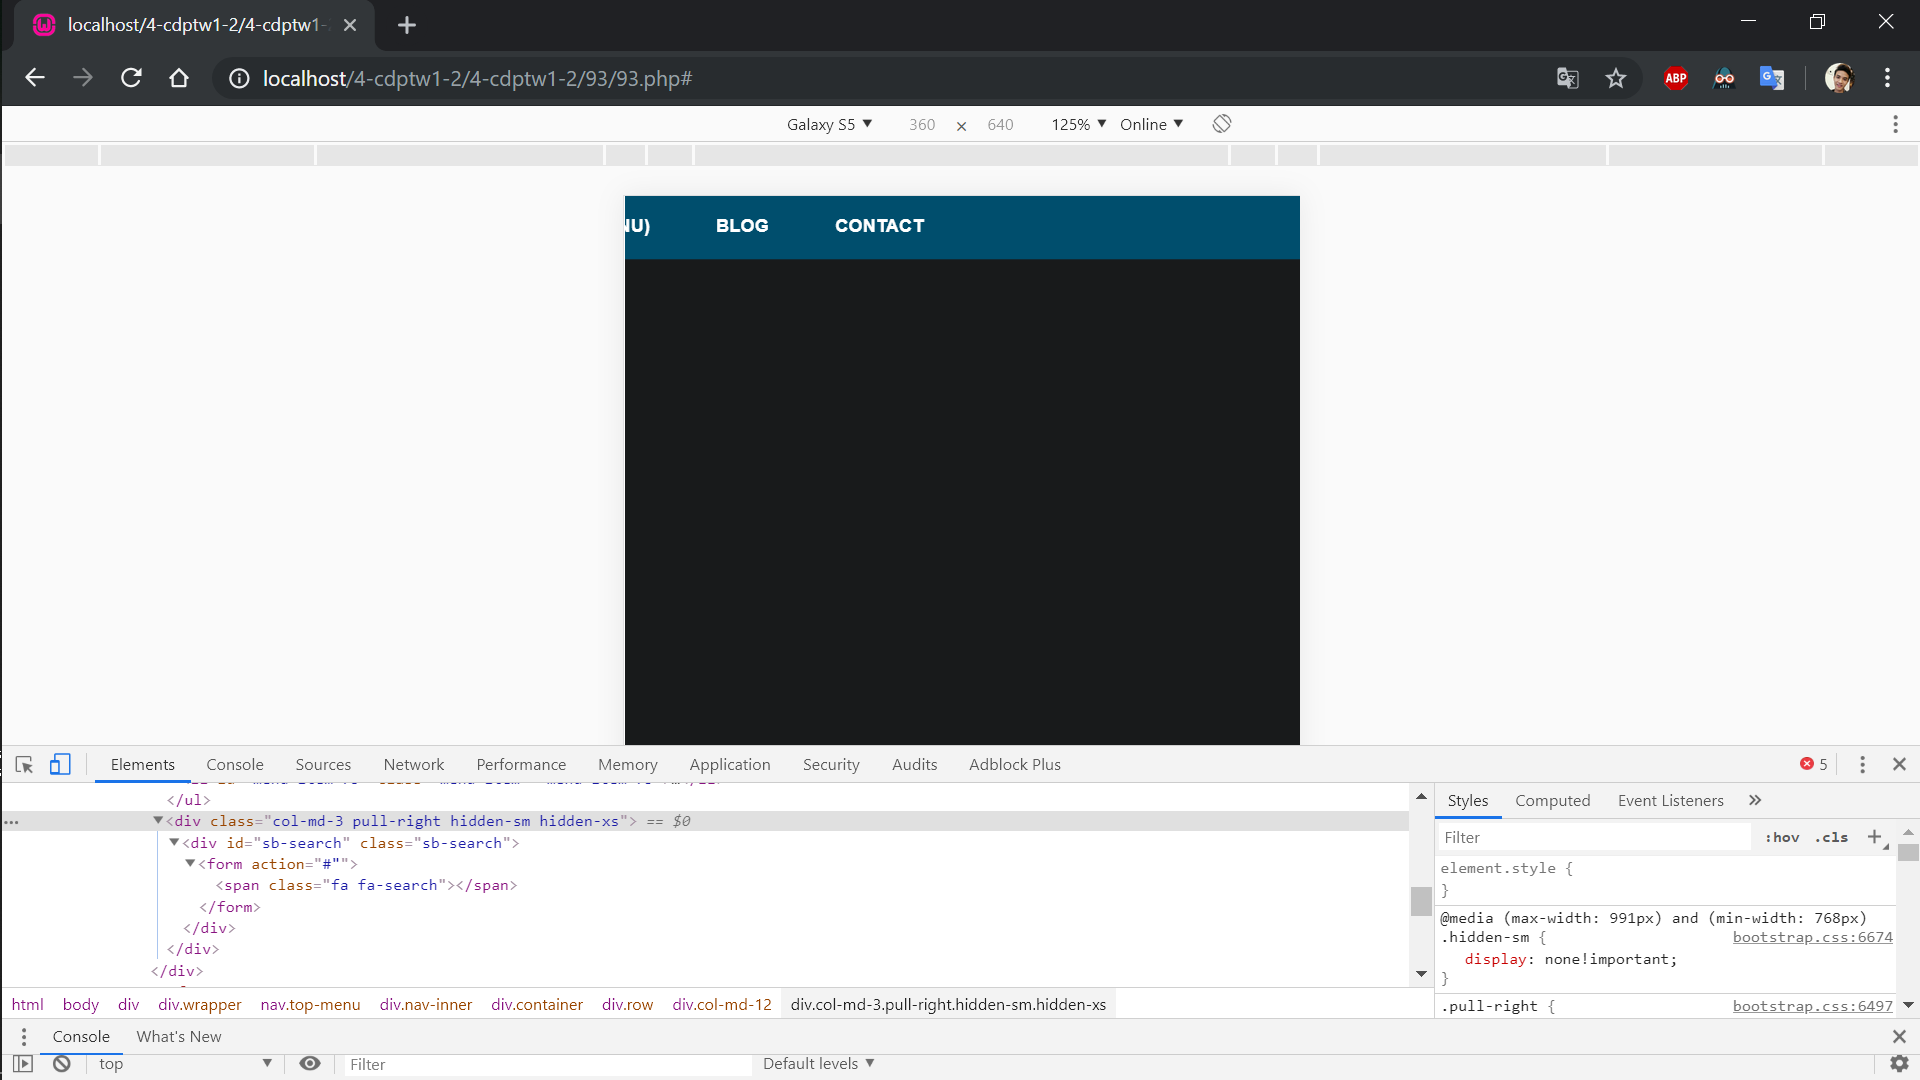 localhost/4-cdptw1-2/4-cdptw1-
localhost/4-cdptw1-2/4-cdptw1-2/93/93.php#
ABP
Galaxy S5 360 × 640 125% Online
NU) BLOG CONTACT
Elements Console Sources Network Performance Memory Application Security Audits Adblock Plus 5
</ul>
<div class="col-md-3 pull-right hidden-sm hidden-xs"> == $0
<div id="sb-search" class="sb-search">
<form action="#"">
<span class="fa fa-search"></span>
</form>
</div>
</div>
</div>
Styles Computed Event Listeners »
Filter :hov .cls +
element.style {
}
@media (max-width: 991px) and (min-width: 768px)
.hidden-sm { bootstrap.css:6674
display: none!important;
}
.pull-right { bootstrap.css:6497
html body div div.wrapper nav.top-menu div.nav-inner div.container div.row div.col-md-12 div.col-md-3.pull-right.hidden-sm.hidden-xs
Console What's New
top Filter Default levels